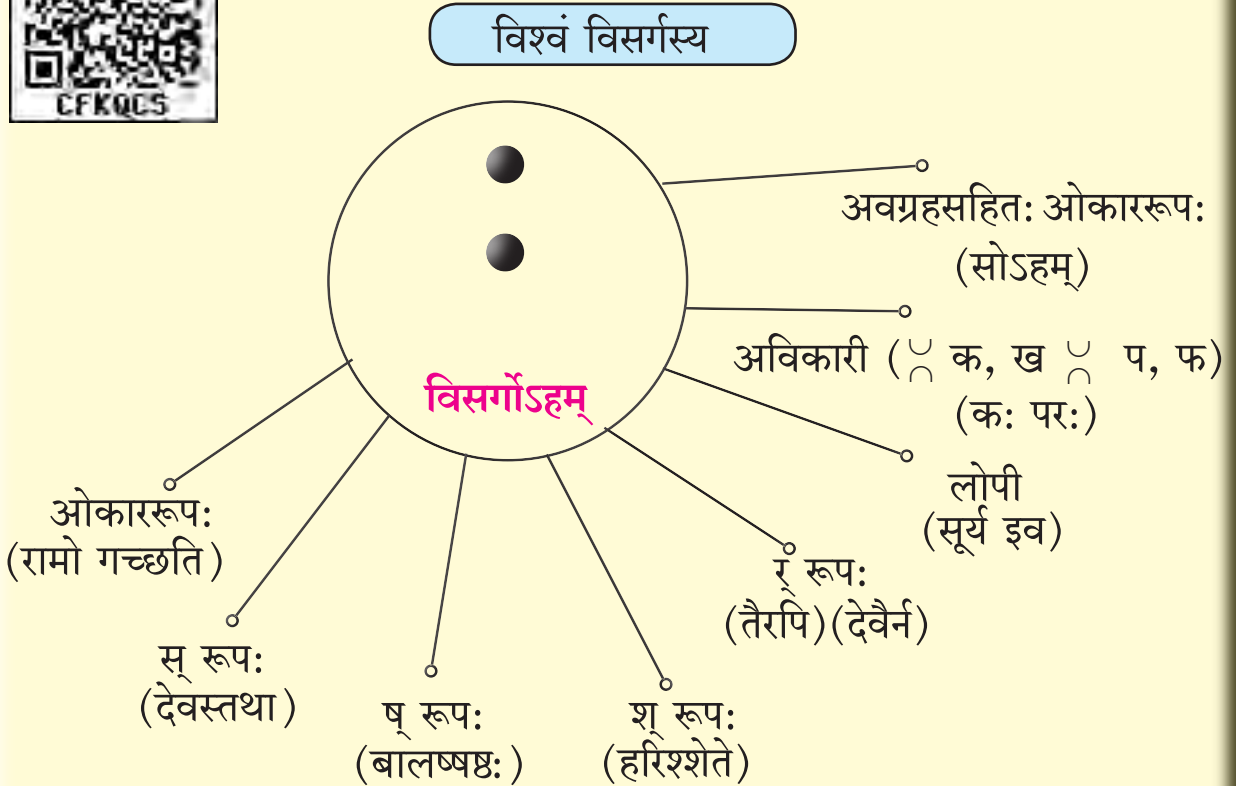 CFKQCS
विश्वं विसर्गस्य
विसर्गोऽहम्
अवग्रहसहितः ओकाररूपः
(सोऽहम्)
अविकारी (ᳵ क, ख ᳶ प, फ)
(कः परः)
लोपी
(सूर्य इव)
र् रूपः
(तैरपि)(देवैर्न)
श् रूपः
(हरिश्शेते)
ष् रूपः
(बालष्षष्ठः)
स् रूपः
(देवस्तथा)
ओकाररूपः
(रामो गच्छति)